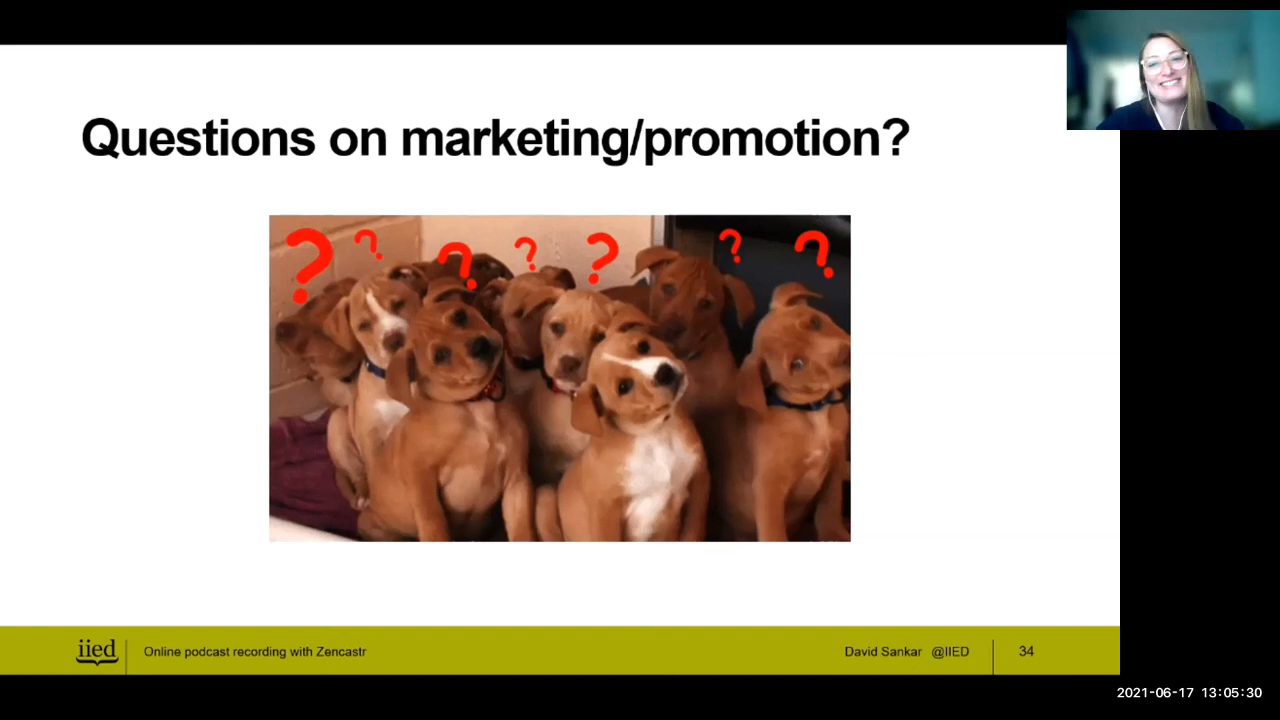 Questions on marketing/promotion?
? ? ? ? ? ? ?
iied
Online podcast recording with Zencastr
David Sankar @IIED
34
2021-06-17 13:05:30